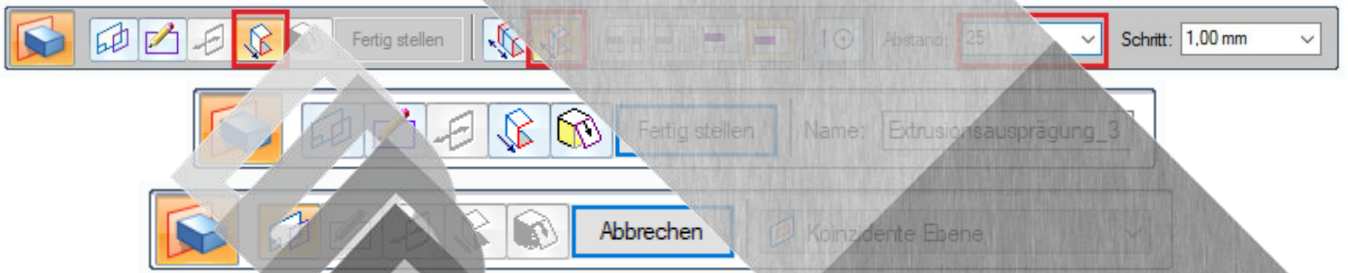 Fertig stellen Abstand: 25 Schritt: 1,00 mm
Fertig stellen Name: Extrusionsausprägung_3
Abbrechen Koinzidente Ebene